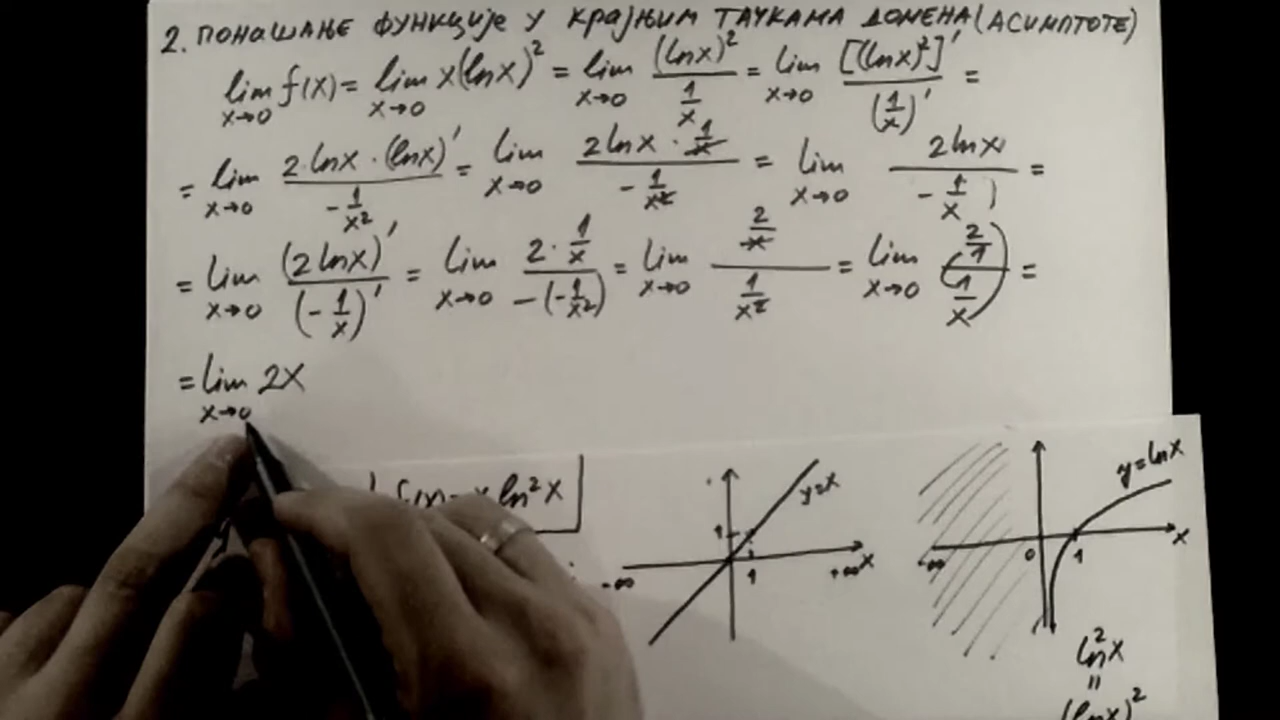 2. ПОНАШАЊЕ ФУНКЦИЈЕ У КРАЈЊИМ ТАЧКАМА ДОМЕНА (АСИМПТОТЕ)
lim x→0 f(x) = lim x→0 x(lnx)² = lim x→0 (lnx)² / (1/x) = lim x→0 [(lnx)²]' / (1/x)' =
= lim x→0 2·lnx·(lnx)' / (-1/x²) = lim x→0 2lnx·1/x / (-1/x²) = lim x→0 2lnx / (-1/x) =
= lim x→0 (2lnx)' / (-1/x)' = lim x→0 2·1/x / -(-1/x²) = lim x→0 (2/x) / (1/x²) = lim x→0 (2/1) / (1/x) =
= lim x→0 2x
f(x) = x ln²x
y=x
1
1
-∞
+∞
x
y=lnx
-∞
0
1
x
ln²x
=
(lnx)²